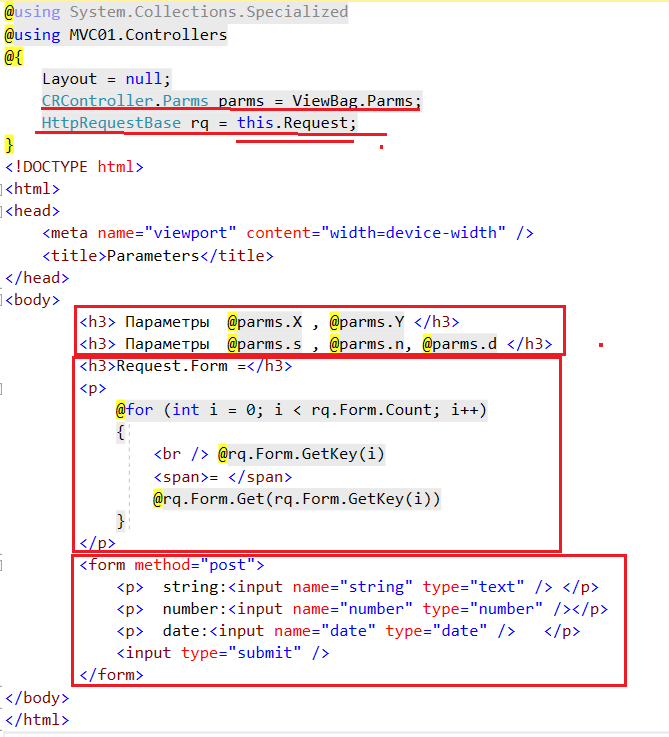 @using System.Collections.Specialized
@using MVC01.Controllers
@{
    Layout = null;
    CRController.Parms parms = ViewBag.Parms;
    HttpRequestBase rq = this.Request;
}
<!DOCTYPE html>
<html>
<head>
    <meta name="viewport" content="width=device-width" />
    <title>Parameters</title>
</head>
<body>
        <h3> Параметры  @parms.X , @parms.Y </h3>
        <h3> Параметры  @parms.s , @parms.n, @parms.d </h3>
        <h3>Request.Form =</h3>
        <p>
            @for (int i = 0; i < rq.Form.Count; i++)
            {
                <br /> @rq.Form.GetKey(i)
                <span>= </span>
                @rq.Form.Get(rq.Form.GetKey(i))
            }
        </p>
        <form method="post">
            <p>  string:<input name="string" type="text" /> </p>
            <p>  number:<input name="number" type="number" /></p>
            <p>  date:<input name="date" type="date" />   </p>
            <input type="submit" />
        </form>
</body>
</html>